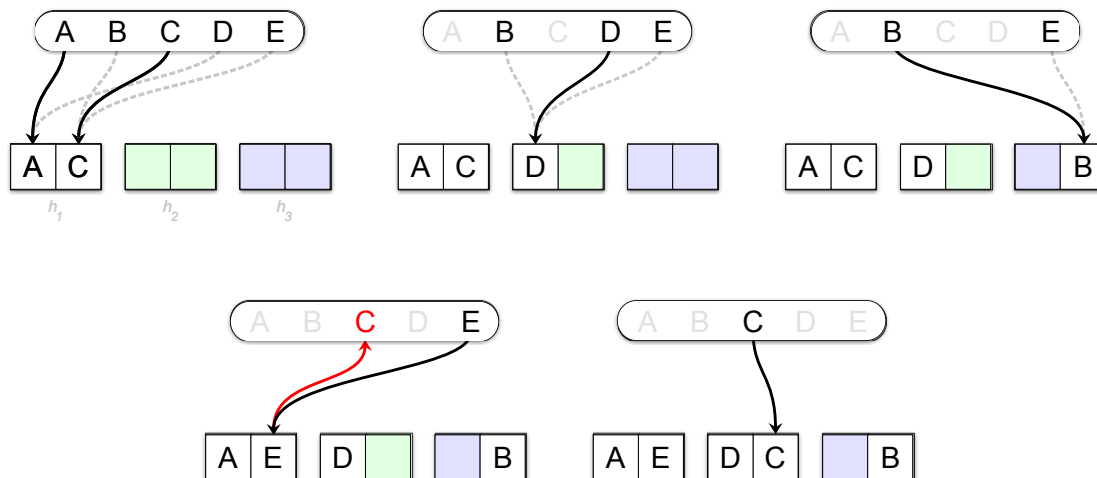 A B C D E
A C
h1 h2 h3
A B C D E
A C D
A B C D E
A C D B
A B C D E
A E D B
A B C D E
A E D C B